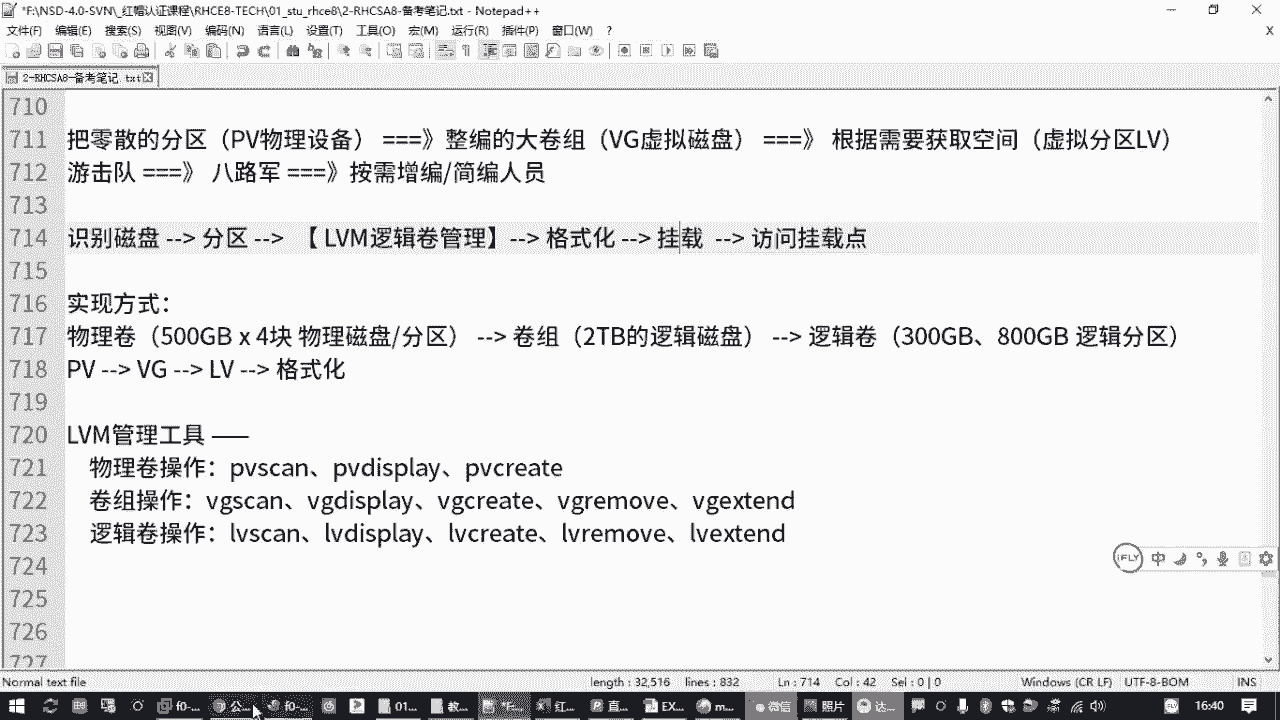 *F:\NSD-4.0-SVN\_红帽认证课程\RHCE8-TECH\01_stu_rhce8\2-RHCSA8-备考笔记.txt - Notepad++
文件(F) 编辑(E) 搜索(S) 视图(V) 编码(N) 语言(L) 设置(T) 工具(O) 宏(M) 运行(R) 插件(P) 窗口(W) ? X
2-RHCSA8-备考笔记.txt
710
711 把零散的分区（PV物理设备） ===》整编的大卷组（VG虚拟磁盘） ===》 根据需要获取空间（虚拟分区LV）
712 游击队 ===》 八路军 ===》按需增编/简编人员
713
714 识别磁盘 --> 分区 --> 【 LVM逻辑卷管理】--> 格式化 --> 挂载 --> 访问挂载点
715
716 实现方式：
717 物理卷（500GB x 4块 物理磁盘/分区） --> 卷组（2TB的逻辑磁盘） --> 逻辑卷（300GB、800GB 逻辑分区）
718 PV --> VG --> LV --> 格式化
719
720 LVM管理工具 ——
721 物理卷操作：pvscan、pvdisplay、pvcreate
722 卷组操作：vgscan、vgdisplay、vgcreate、vgremove、vgextend
723 逻辑卷操作：lvscan、lvdisplay、lvcreate、lvremove、lvextend
724
725
726
727
iFLY 中
Normal text file length : 32,516 lines : 832 Ln : 714 Col : 42 Sel : 0 | 0 Windows (CR LF) UTF-8-BOM INS
f0-... 公... f0-... 01... 教... 红... 直... EX... m... 微信 照片 达... 16:40